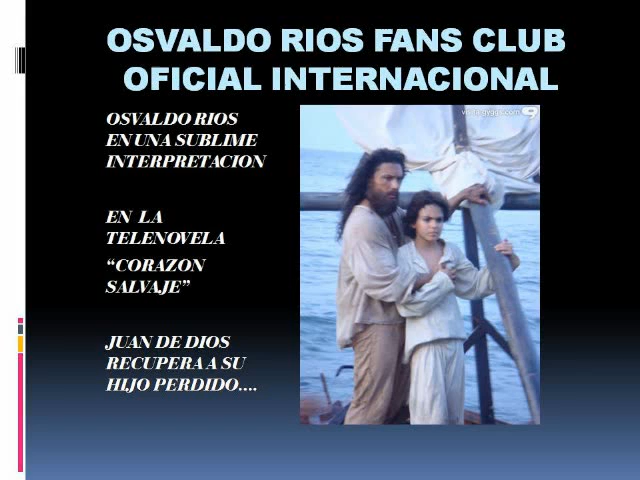 OSVALDO RIOS FANS CLUB
OFICIAL INTERNACIONAL
OSVALDO RIOS
EN UNA SUBLIME
INTERPRETACION
EN LA
TELENOVELA
“CORAZON
SALVAJE”
JUAN DE DIOS
RECUPERA A SU
HIJO PERDIDO....